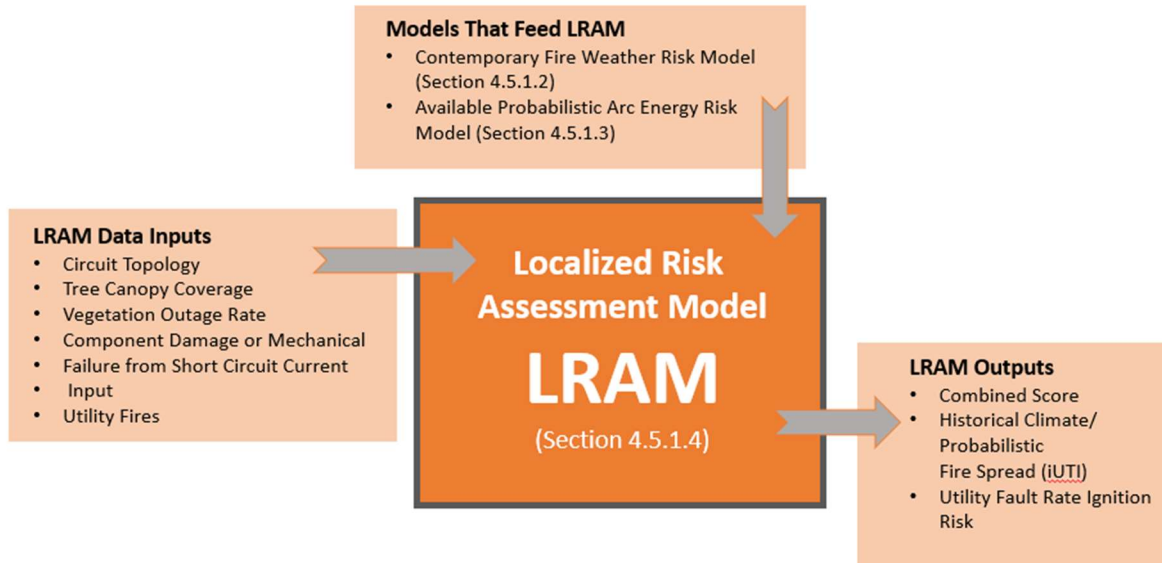 Models That Feed LRAM
• Contemporary Fire Weather Risk Model
(Section 4.5.1.2)
• Available Probabilistic Arc Energy Risk
Model (Section 4.5.1.3)
LRAM Data Inputs
• Circuit Topology
• Tree Canopy Coverage
• Vegetation Outage Rate
• Component Damage or Mechanical
• Failure from Short Circuit Current
• Input
• Utility Fires
Localized Risk
Assessment Model
LRAM
(Section 4.5.1.4)
LRAM Outputs
• Combined Score
• Historical Climate/
Probabilistic
Fire Spread (iUTI)
• Utility Fault Rate Ignition
Risk